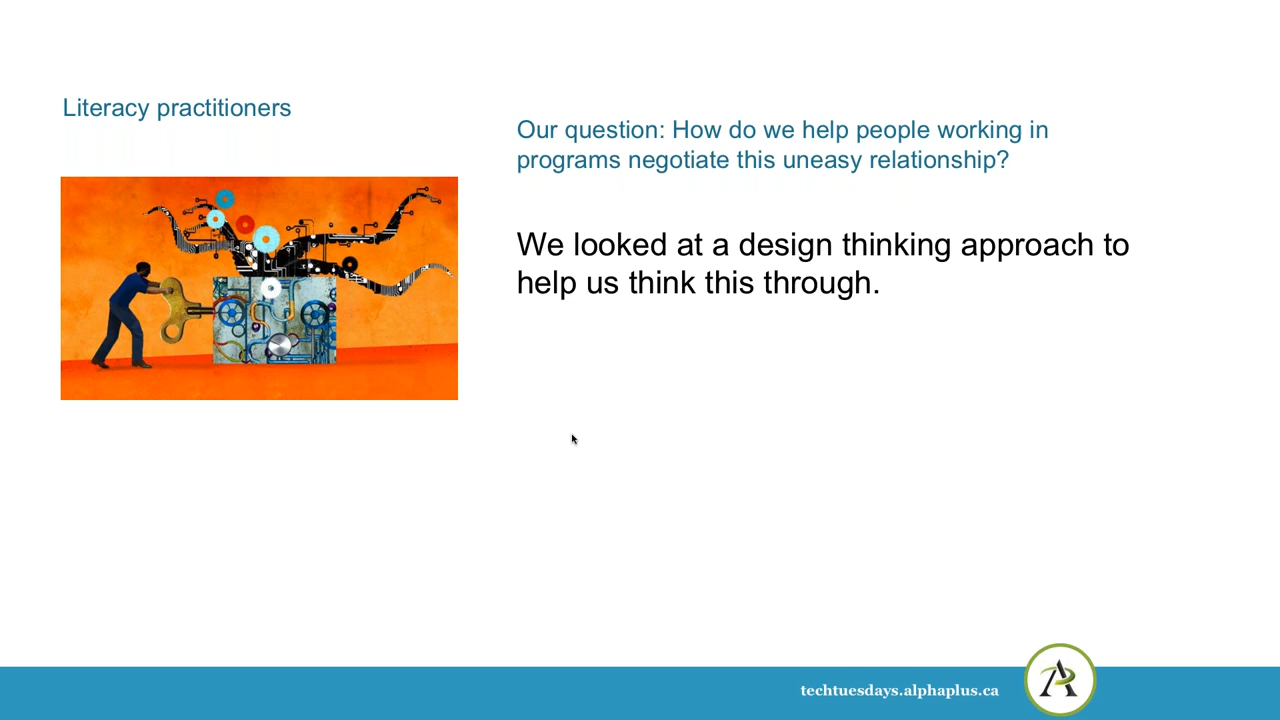 Literacy practitioners
Our question: How do we help people working in
programs negotiate this uneasy relationship?
We looked at a design thinking approach to
help us think this through.
techtuesdays.alphaplus.ca